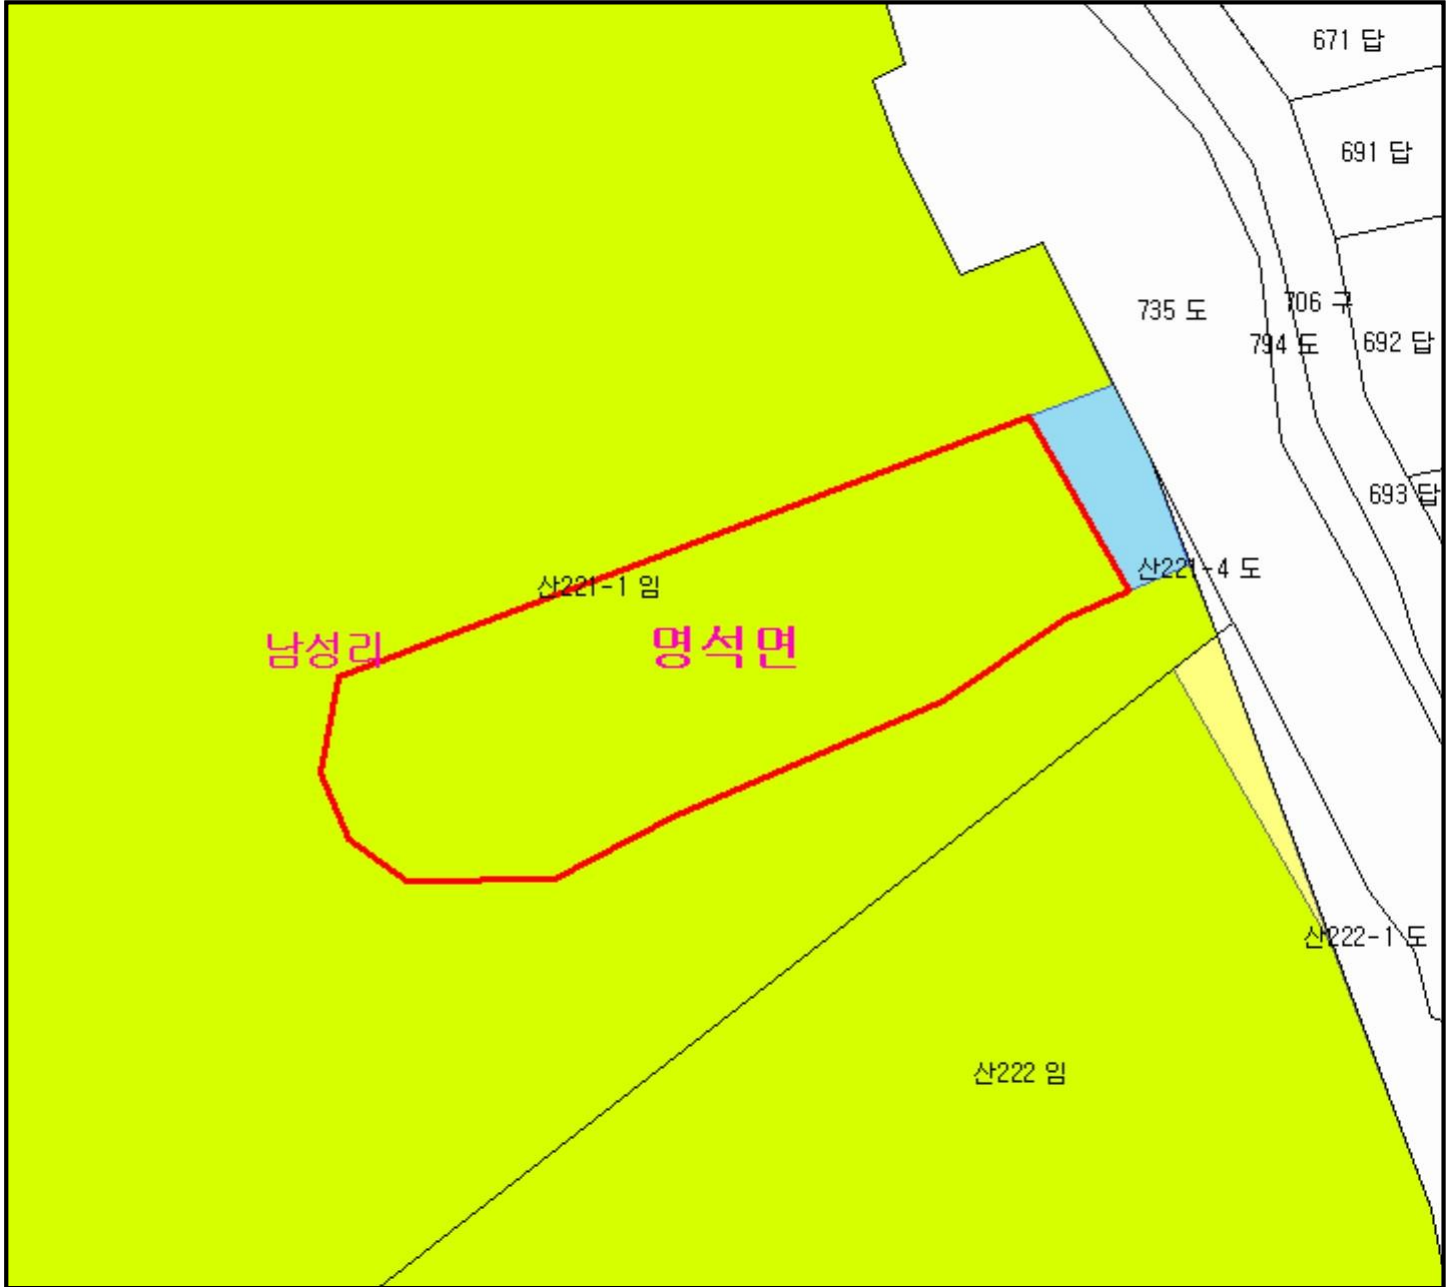 671 답
691 답
735 도
706 구
794 도
692 답
693 답
산221-4 도
산221-1 임
남성리
명석면
산222-1 도
산222 임